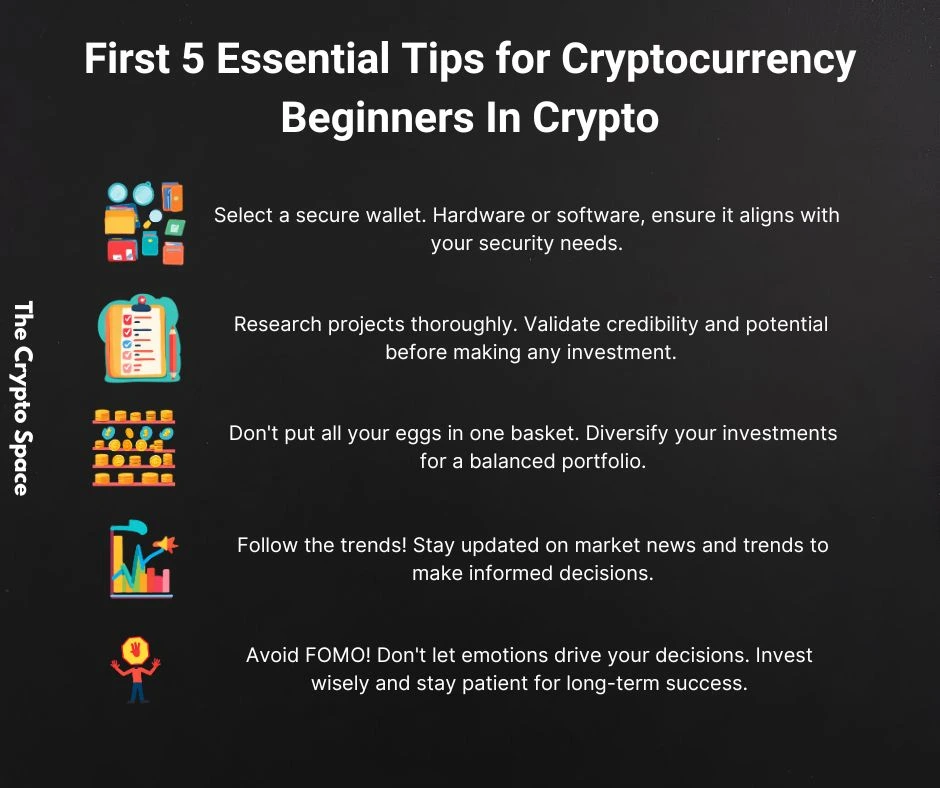 First 5 Essential Tips for Cryptocurrency
Beginners In Crypto
Select a secure wallet. Hardware or software, ensure it aligns with
your security needs.
Research projects thoroughly. Validate credibility and potential
before making any investment.
Don't put all your eggs in one basket. Diversify your investments
for a balanced portfolio.
Follow the trends! Stay updated on market news and trends to
make informed decisions.
Avoid FOMO! Don't let emotions drive your decisions. Invest
wisely and stay patient for long-term success.
The Crypto Space